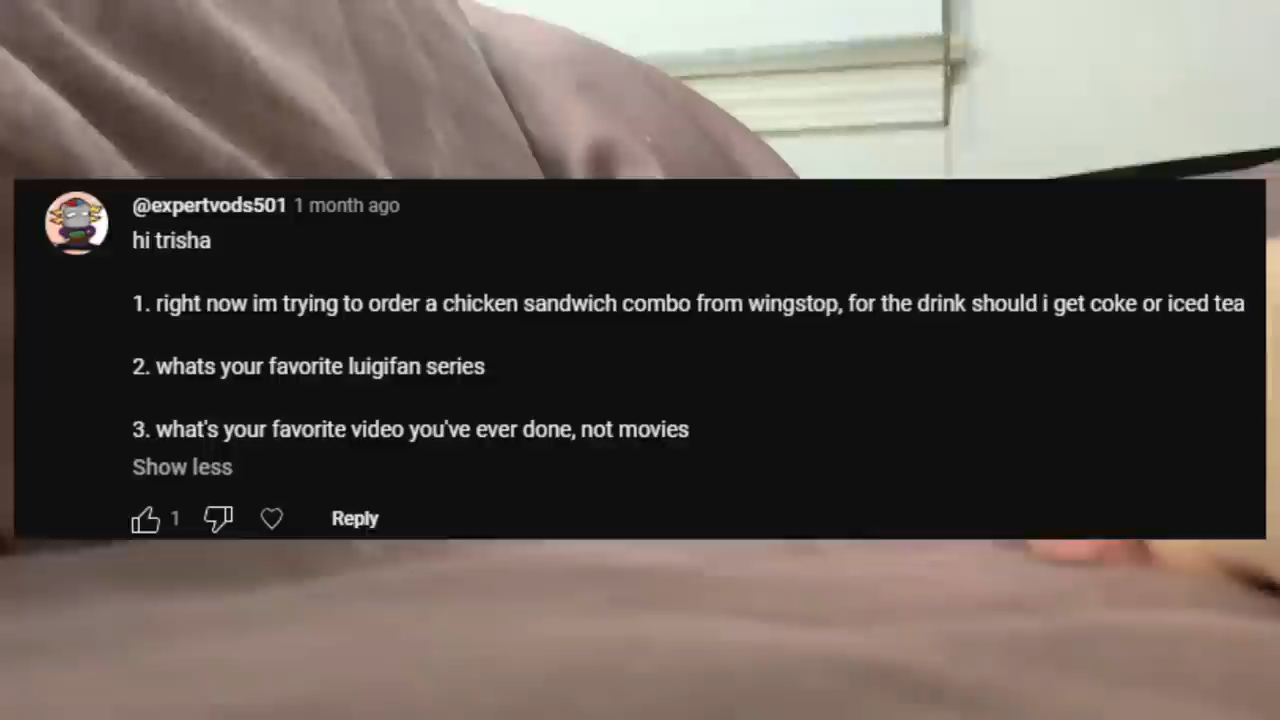 @expertvods501 1 month ago
hi trisha
1. right now im trying to order a chicken sandwich combo from wingstop, for the drink should i get coke or iced tea
2. whats your favorite luigifan series
3. what's your favorite video you've ever done, not movies
Show less
1
Reply